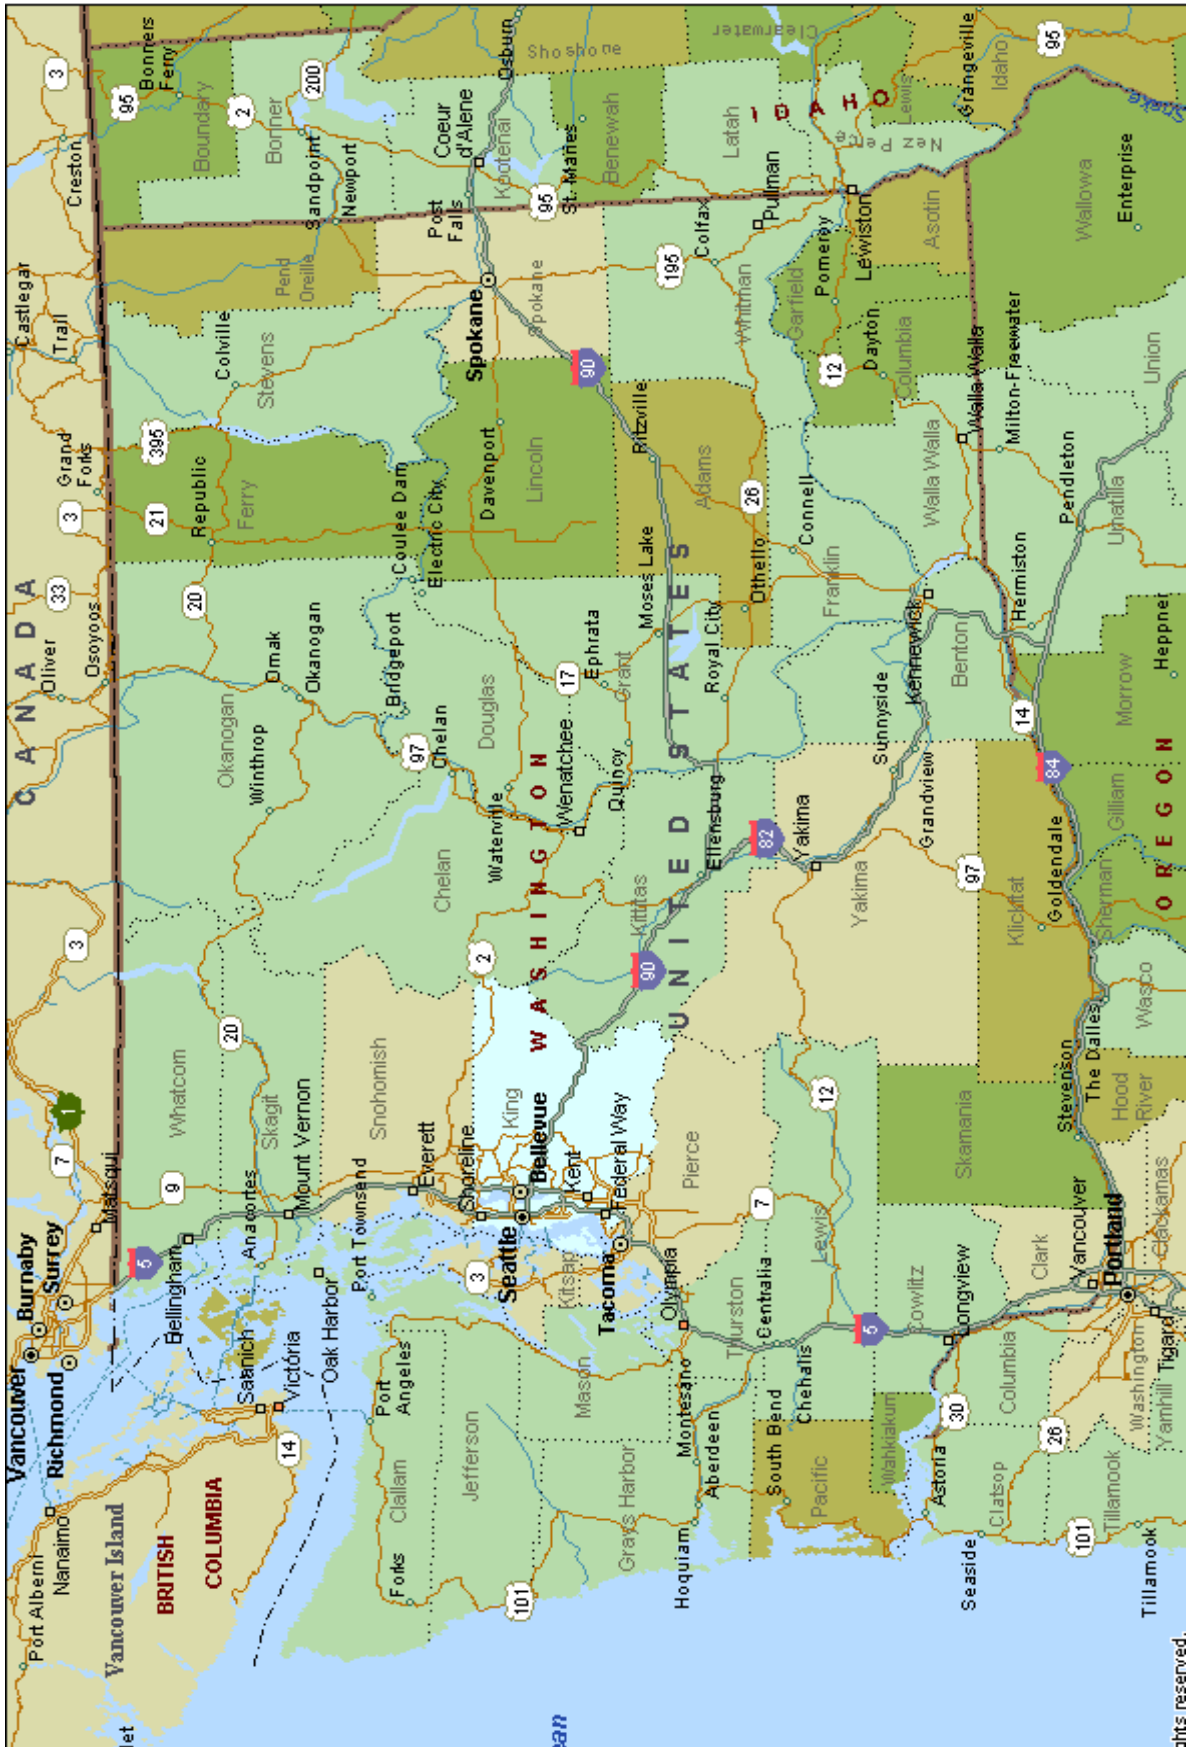 CANADA
Castlegar
Trail
Creston
3
Grand
Forks
3
33
Oliver
Osoyoos
3
1
7
Matsqui
Vancouver
Burnaby
Surrey
Richmond
Port Alberni
Nanaimo
Vancouver Island
BRITISH
COLUMBIA
14
Saanich
Victoria
Bellingham
5
9
Whatcom
20
Skagit
Anacortes
Mount Vernon
Oak Harbor
Port Townsend
Port
Angeles
Clallam
Forks
Jefferson
101
Snohomish
Everett
Shoreline
2
King
Seattle
Bellevue
Kent
Federal Way
3
Kitsap
Tacoma
Mason
Grays Harbor
Olympia
Thurston
Montesano
Aberdeen
Hoquiam
Pierce
7
Centralia
Chehalis
Lewis
12
South Bend
Pacific
5
Wahkiakum
Cowlitz
Longview
Skamania
Astoria
30
Columbia
Clark
Vancouver
Stevenson
Seaside
Clatsop
26
Washington
Portland
Clackamas
Tigard
Yamhill
Tillamook
101
Tillamook
Hood
River
The Dalles
Wasco
Sherman
Goldendale
Klickitat
97
84
Gilliam
OREGON
Morrow
Heppner
14
Hermiston
Umatilla
Pendleton
Union
Milton-Freewater
Wallowa
Enterprise
WASHINGTON
UNITED STATES
Okanogan
Winthrop
Omak
Okanogan
20
21
395
Republic
Ferry
Colville
Stevens
Pend
Oreille
Newport
Sandpoint
Boundary
Bonners
Ferry
95
2
Bonner
200
Chelan
Chelan
97
Bridgeport
Douglas
Waterville
Wenatchee
Coulee Dam
Electric City
Davenport
Lincoln
Spokane
Spokane
90
Post
Falls
Coeur
d'Alene
Kootenai
Osburn
Shoshone
95
St. Maries
Benewah
17
Ephrata
Quincy
Grant
Moses Lake
Ritzville
Adams
Kittitas
90
Ellensburg
82
Royal City
Othello
26
Connell
Franklin
195
Colfax
Whitman
Pullman
Latah
IDAHO
Clearwater
Nez Perce
Lewis
Lewiston
Pomeroy
Garfield
12
Dayton
Columbia
Asotin
Grangeville
Idaho
95
Snake
Yakima
Yakima
Sunnyside
Grandview
Kennewick
Benton
Walla Walla
Walla Walla
let
ean
ghts reserved.